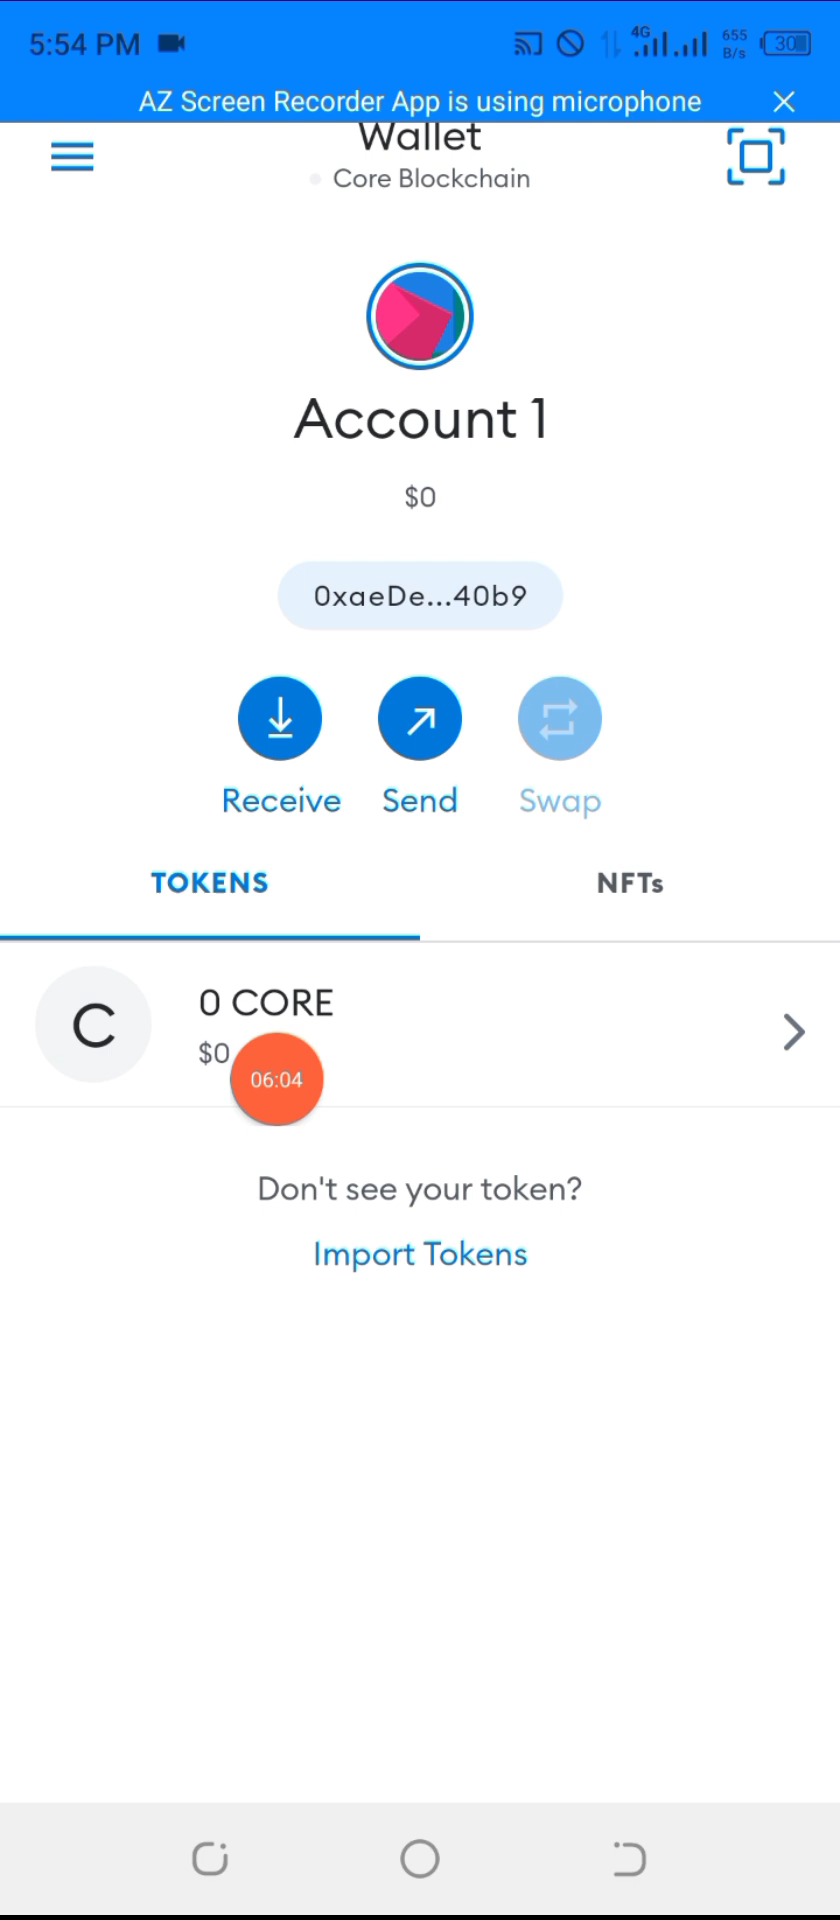 5:54 PM
4G
655
B/s
30
AZ Screen Recorder App is using microphone
Wallet
Core Blockchain
Account 1
$0
0xaeDe...40b9
Receive Send Swap
TOKENS NFTs
C
0 CORE
$0
06:04
Don't see your token?
Import Tokens